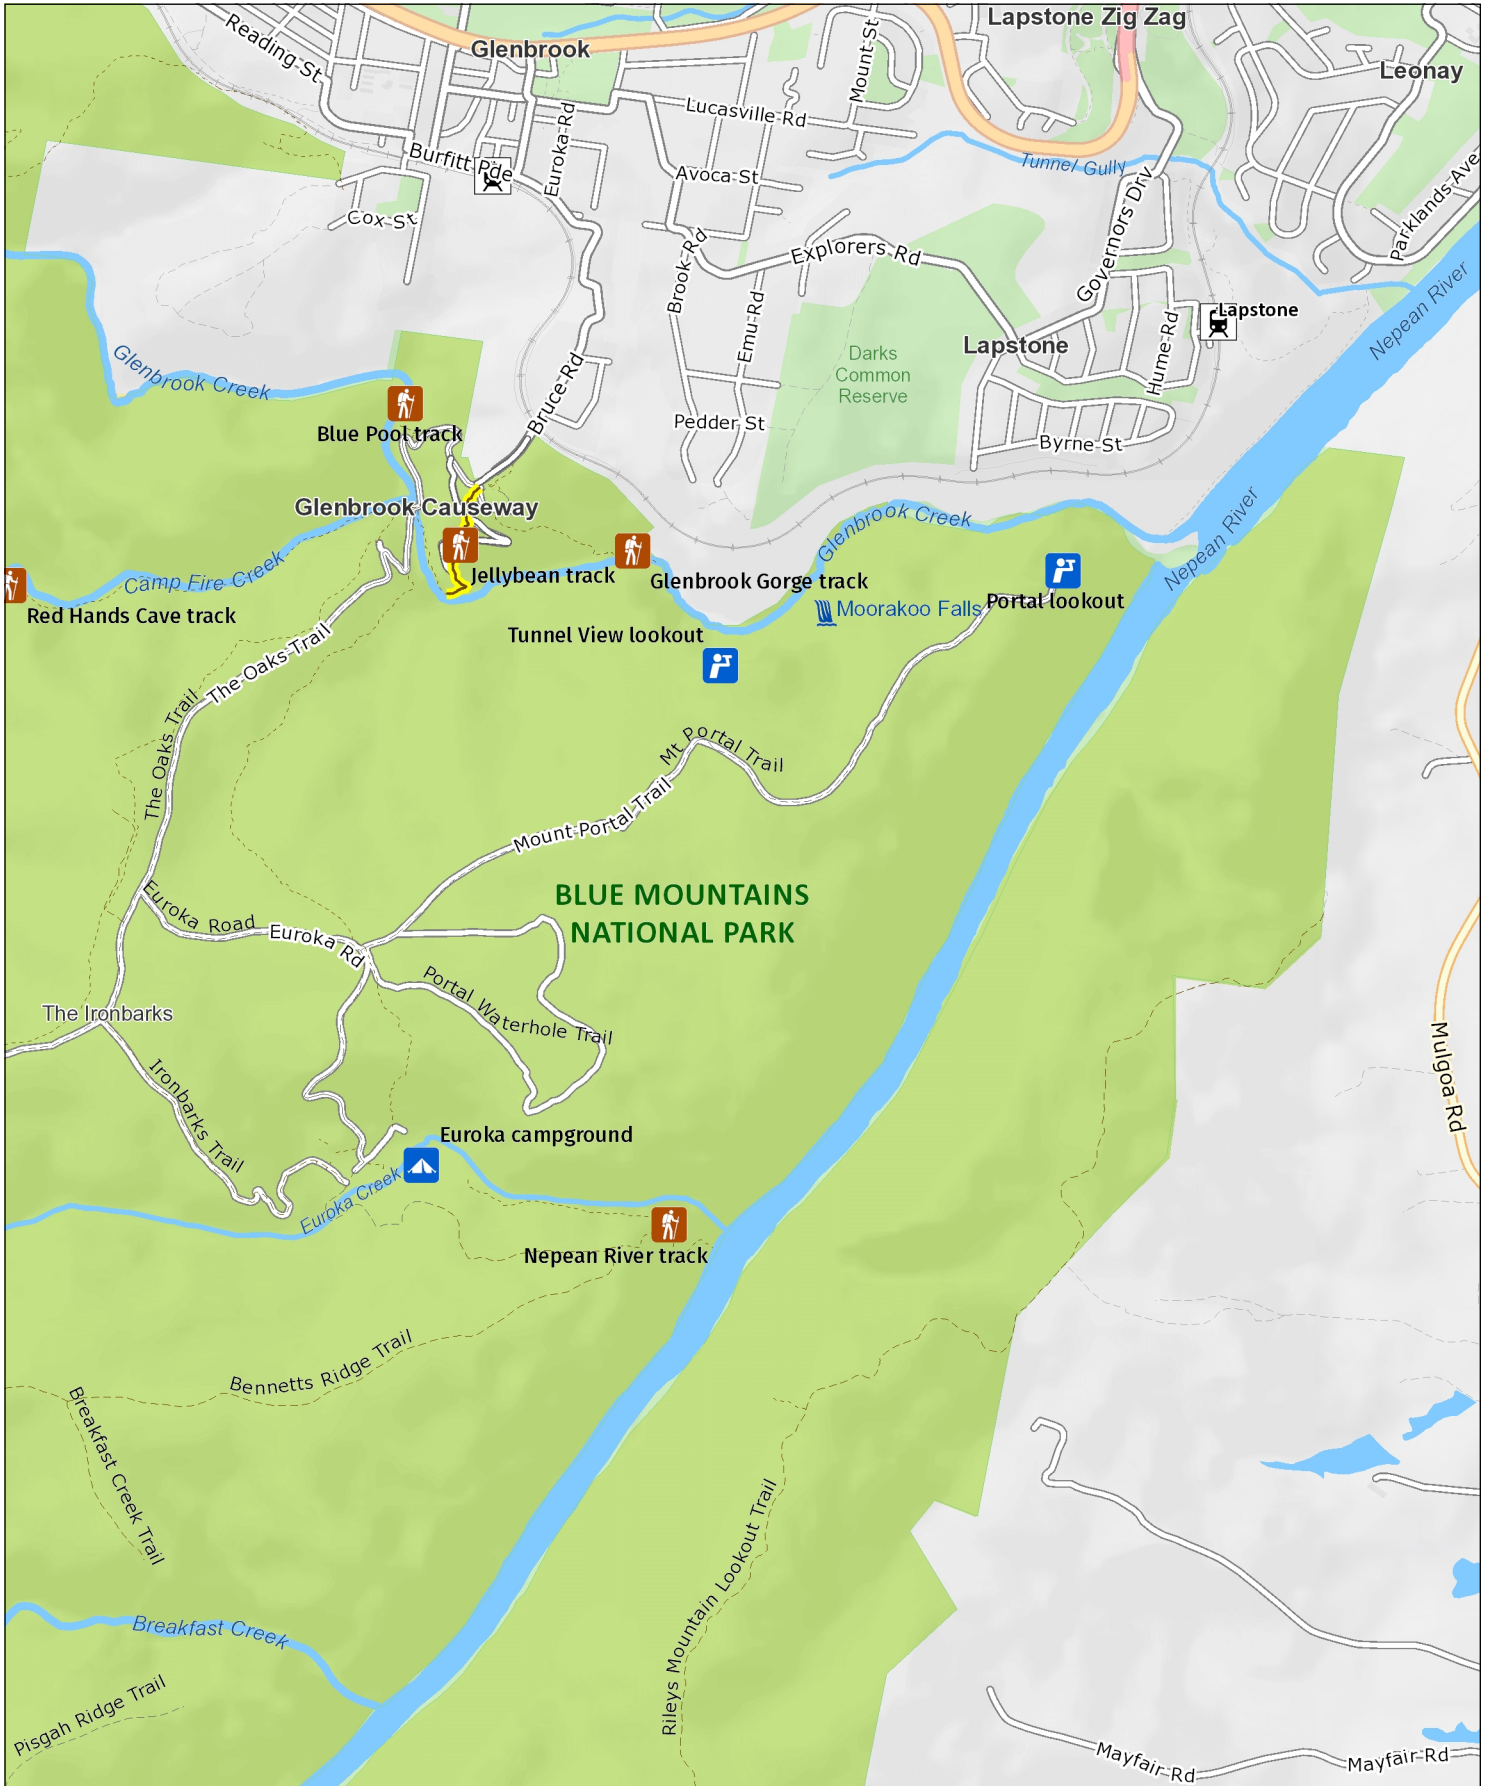 Lapstone Zig Zag
Glenbrook
Reading St
Mount St
Leonay
Lucasville Rd
Euroka Rd
Burfitt Pde
Tunnel Gully
Avoca St
Cox St
Parklands Ave
Governors Drv
Brook Rd
Explorers Rd
Nepean River
Emu Rd
Lapstone
Hume Rd
Lapstone
Glenbrook Creek
Darks
Common
Reserve
Bruce Rd
Pedder St
Blue Pool track
Byrne St
Glenbrook Causeway
Glenbrook Creek
Nepean River
Camp Fire Creek
Jellybean track
Glenbrook Gorge track
Red Hands Cave track
Moorakoo Falls
Portal lookout
Tunnel View lookout
The Oaks Trail
The Oaks Trail
Mt Portal Trail
Mount Portal Trail
BLUE MOUNTAINS
NATIONAL PARK
Euroka Road
Euroka Rd
Portal Waterhole Trail
The Ironbarks
Mulgoa Rd
Ironbarks Trail
Euroka campground
Euroka Creek
Nepean River track
Bennetts Ridge Trail
Breakfast Creek Trail
Rileys Mountain Lookout Trail
Breakfast Creek
Pisgah Ridge Trail
Mayfair Rd
Mayfair Rd